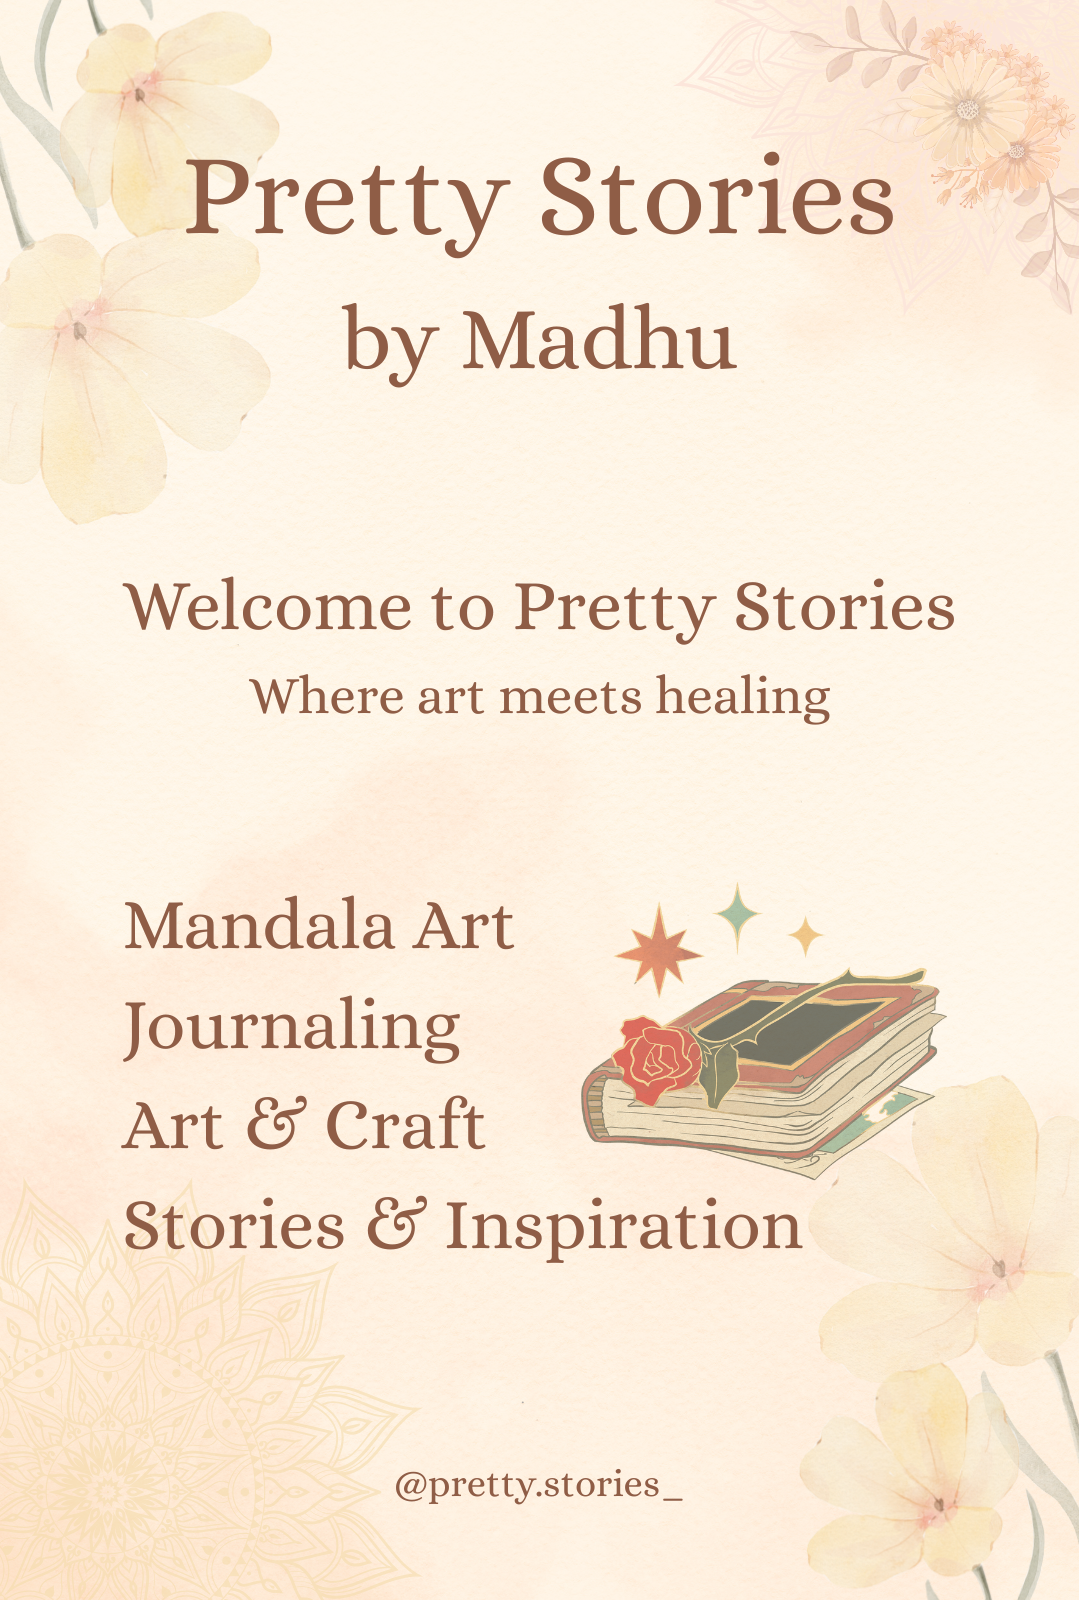 Pretty Stories
by Madhu
Welcome to Pretty Stories
Where art meets healing
Mandala Art
Journaling
Art & Craft
Stories & Inspiration
@pretty.stories_